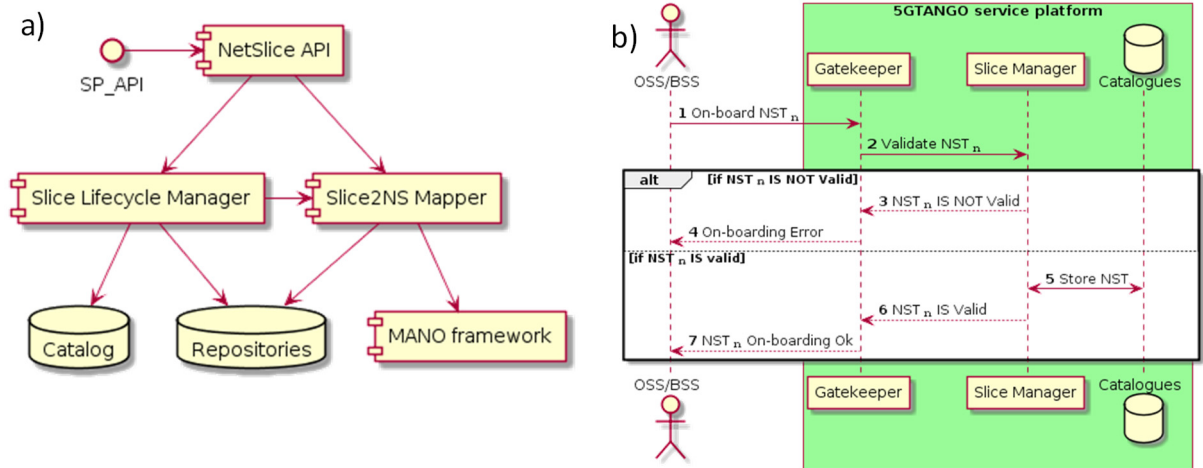 a)
NetSlice API
SP_API
Slice Lifecycle Manager
Slice2NS Mapper
Catalog
Repositories
MANO framework
b)
5GTANGO service platform
OSS/BSS
Gatekeeper
Slice Manager
Catalogues
1 On-board NST n
2 Validate NST n
alt
[if NST n IS NOT Valid]
3 NST n IS NOT Valid
4 On-boarding Error
[if NST n IS valid]
5 Store NST
6 NST n IS Valid
7 NST n On-boarding Ok
OSS/BSS
Gatekeeper
Slice Manager
Catalogues